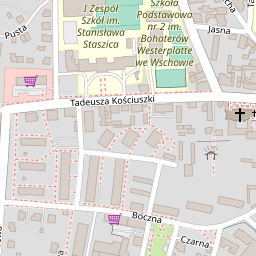 I Zespół
Szkół im.
Stanisława
Staszica
Szkoła
Podstawowa
nr 2 im.
Bohaterów
Westerplatte
we Wschowie
Jasna
Pusta
Tadeusza Kościuszki
Boczna
Czarna